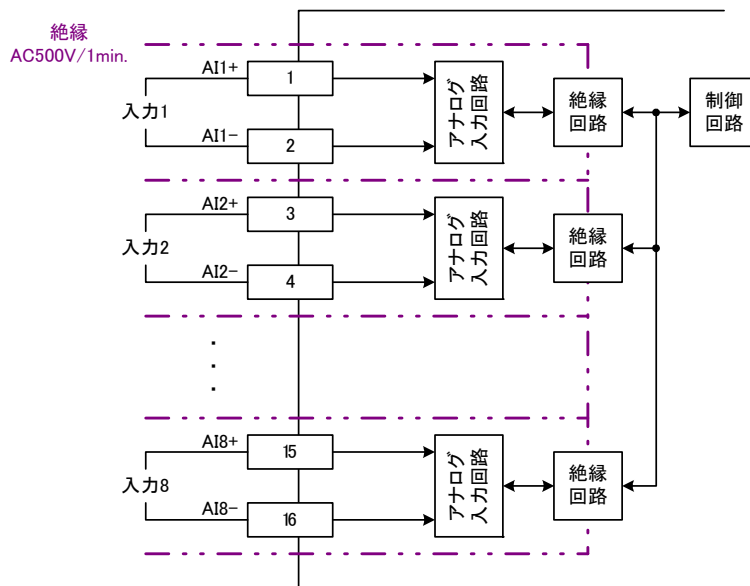 絶縁
AC500V/1min.
AI1+
1
入力1
AI1-
2
アナログ
入力回路
絶縁
回路
制御
回路
AI2+
3
入力2
AI2-
4
アナログ
入力回路
絶縁
回路
・
・
・
AI8+
15
入力8
AI8-
16
アナログ
入力回路
絶縁
回路